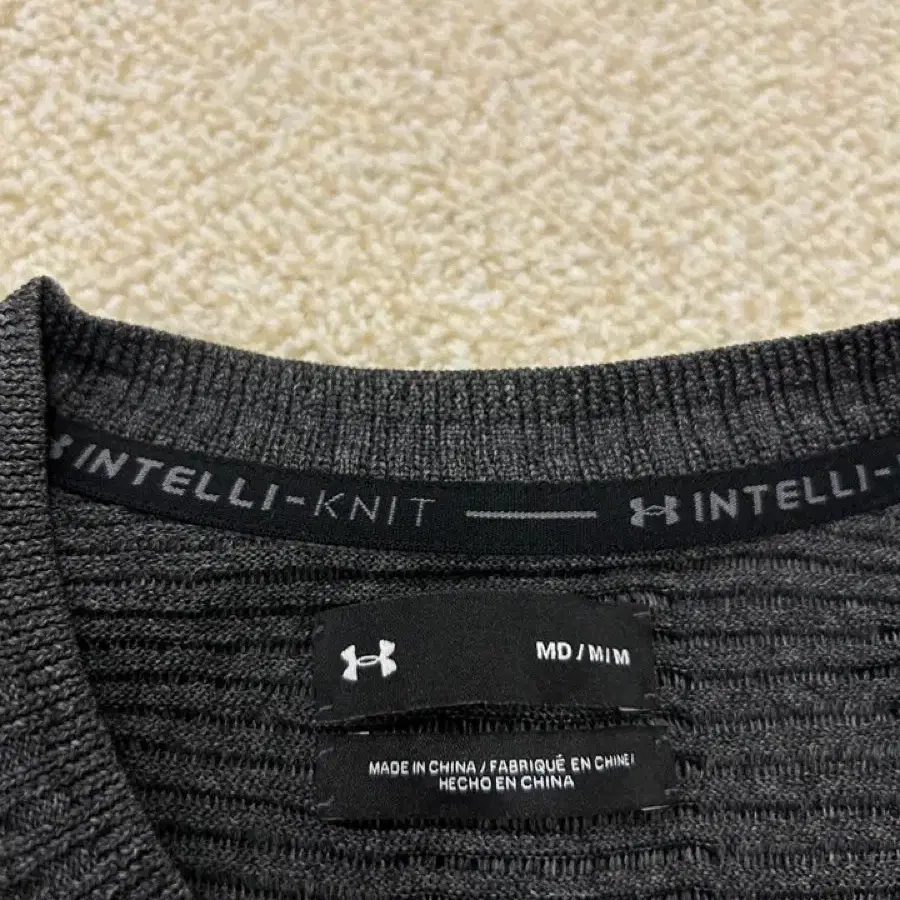 INTELLI-KNIT
INTELLI-
MD / M / M
MADE IN CHINA / FABRIQUÉ EN CHINE /
HECHO EN CHINA